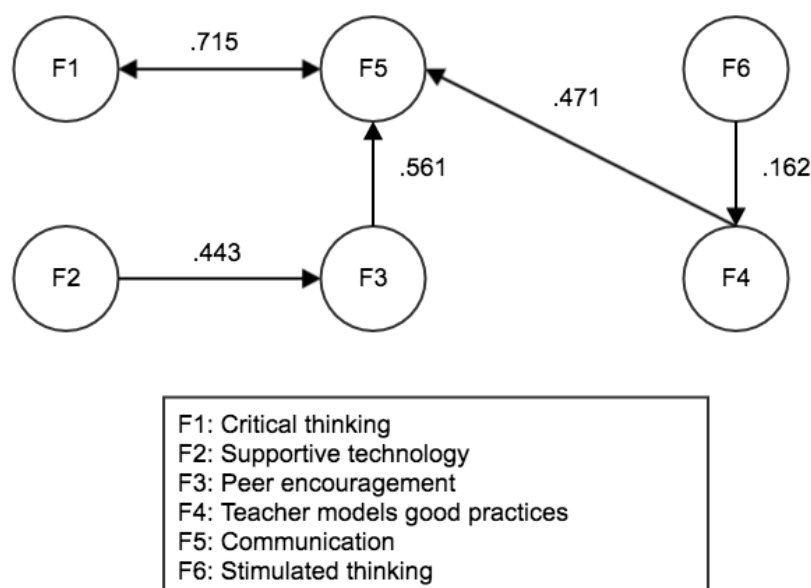 .715
F1
F5
F6
.471
.561
.162
.443
F2
F3
F4
F1: Critical thinking
F2: Supportive technology
F3: Peer encouragement
F4: Teacher models good practices
F5: Communication
F6: Stimulated thinking